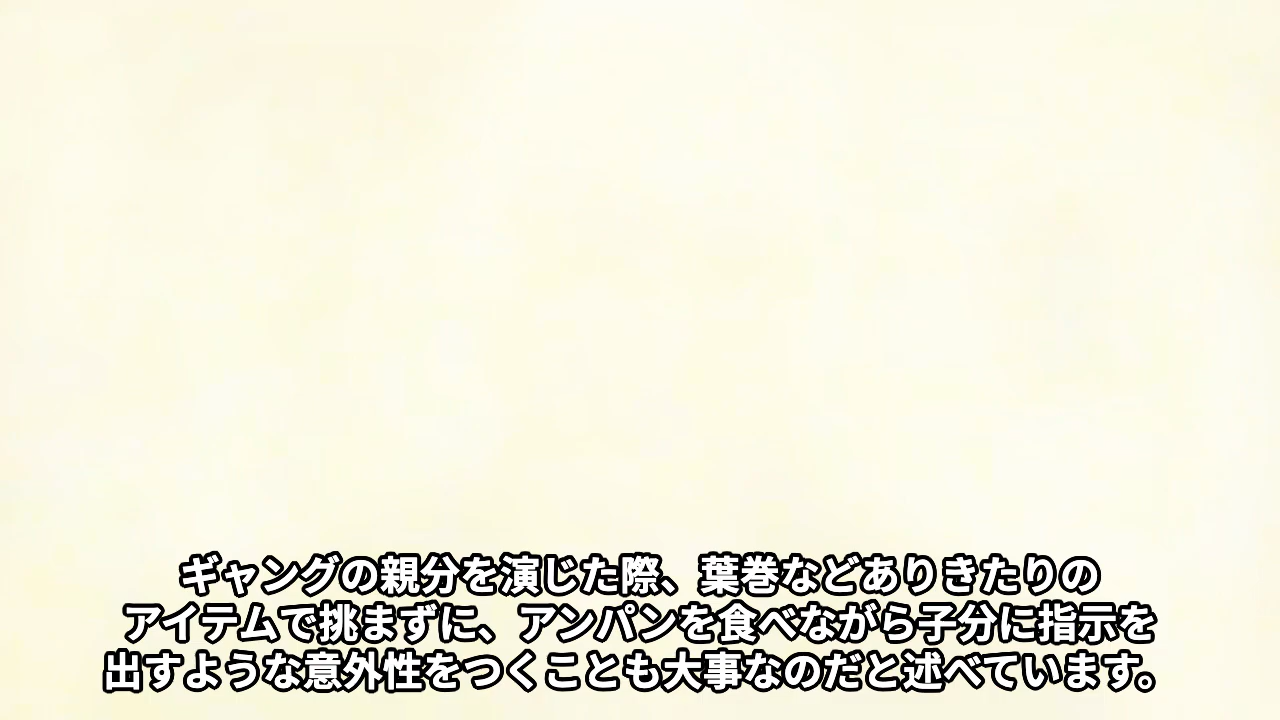 ギャングの親分を演じた際、葉巻などありきたりの
アイテムで挑まずに、アンパンを食べながら子分に指示を
出すような意外性をつくことも大事なのだと述べています。